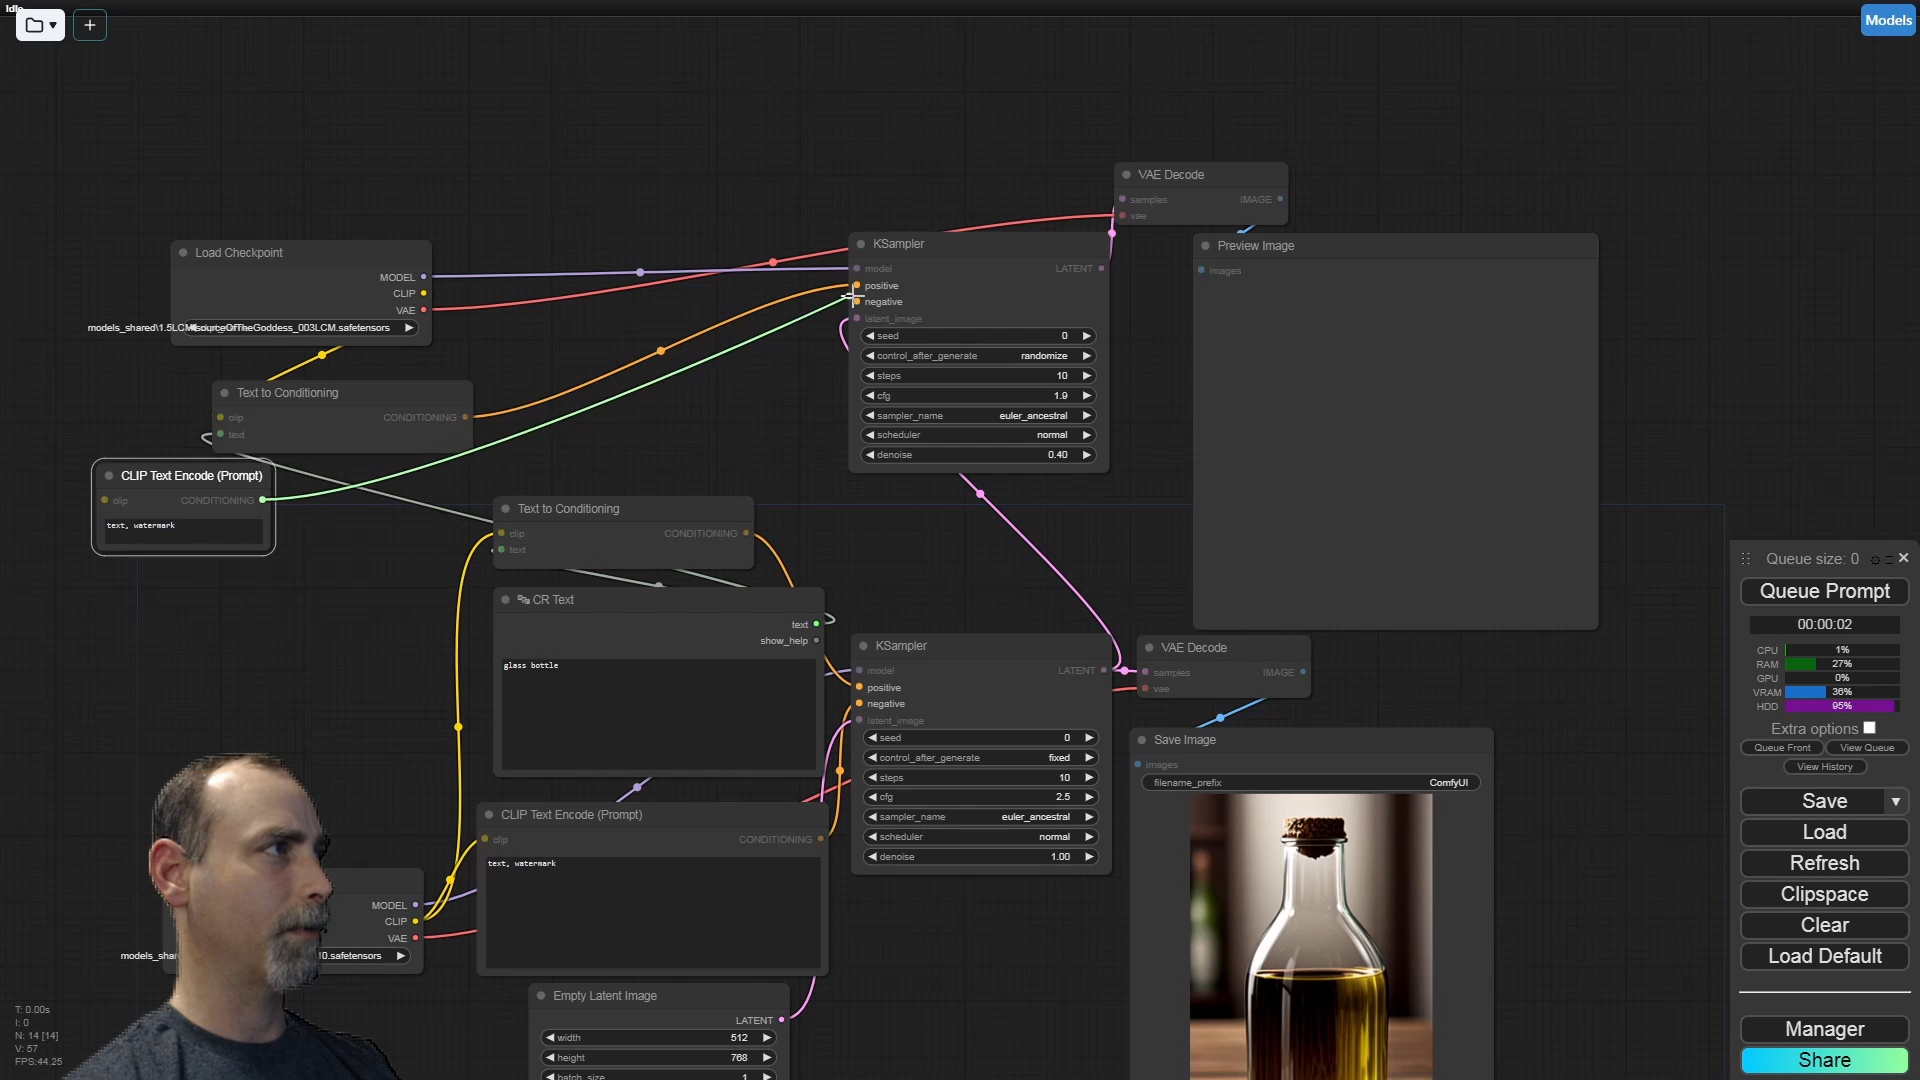 Idle
Models
VAE Decode
samples
IMAGE
vae
KSampler
model
LATENT
positive
negative
latent_image
seed
0
control_after_generate
randomize
steps
10
cfg
1.9
sampler_name
euler_ancestral
scheduler
normal
denoise
0.40
Preview Image
images
Load Checkpoint
MODEL
CLIP
VAE
Text to Conditioning
clip
CONDITIONING
text
CLIP Text Encode (Prompt)
clip
CONDITIONING
text, watermark
Text to Conditioning
clip
CONDITIONING
text
CR Text
text
show_help
glass bottle
KSampler
model
LATENT
positive
negative
latent_image
seed
0
control_after_generate
fixed
steps
10
cfg
2.5
sampler_name
euler_ancestral
scheduler
normal
denoise
1.00
VAE Decode
samples
IMAGE
vae
Save Image
images
filename_prefix
ComfyUI
CLIP Text Encode (Prompt)
clip
CONDITIONING
text, watermark
MODEL
CLIP
VAE
0.safetensors
Empty Latent Image
LATENT
width
512
height
768
batch_size
1
Queue size: 0
Queue Prompt
00:00:02
CPU
1%
RAM
27%
GPU
0%
VRAM
36%
HDD
95%
Extra options
Queue Front
View Queue
View History
Save
Load
Refresh
Clipspace
Clear
Load Default
Manager
Share
T: 0.00s
I: 0
N: 14 [14]
V: 57
FPS:44.25